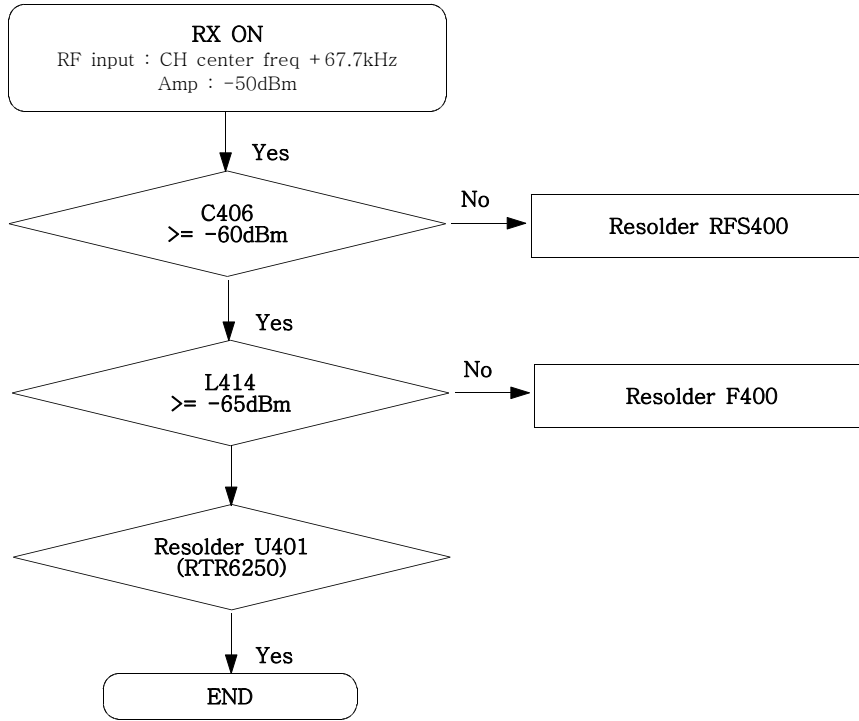 RX ON
RF input : CH center freq +67.7kHz
Amp : -50dBm
Yes
C406
>= -60dBm
No
Resolder RFS400
Yes
L414
>= -65dBm
No
Resolder F400
Resolder U401
(RTR6250)
Yes
END